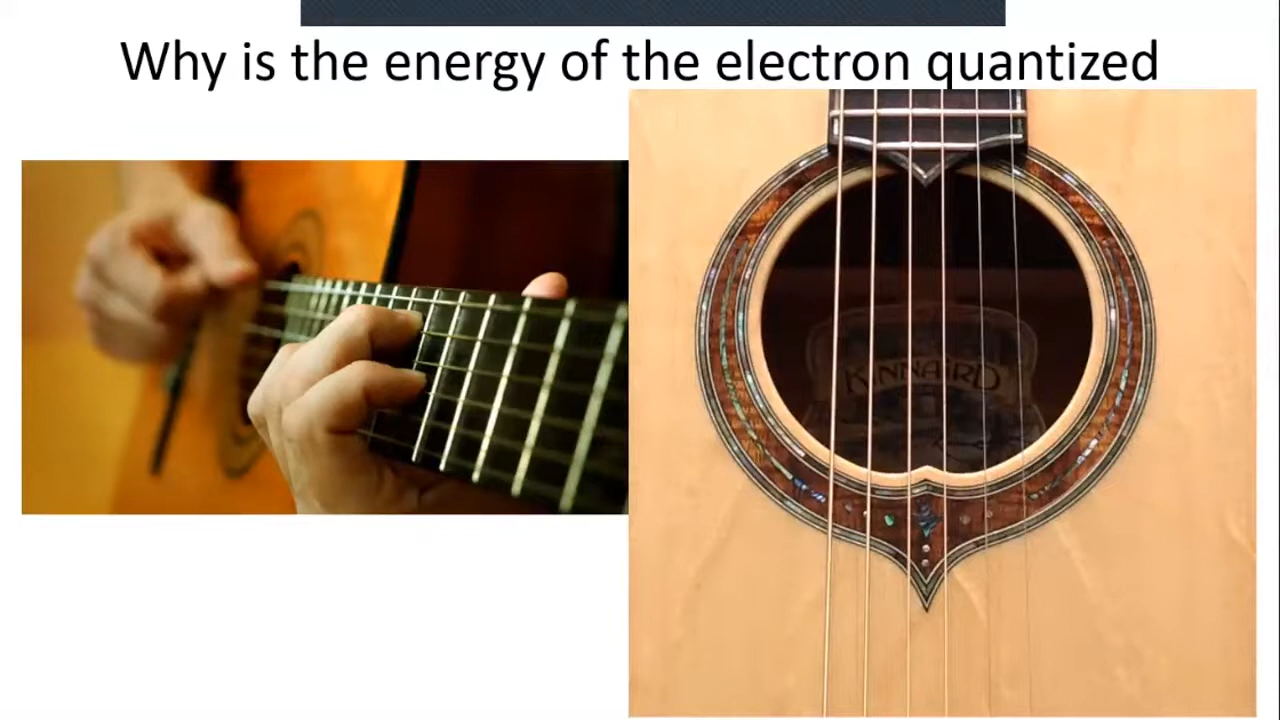 Why is the energy of the electron quantized
KINNAIRD